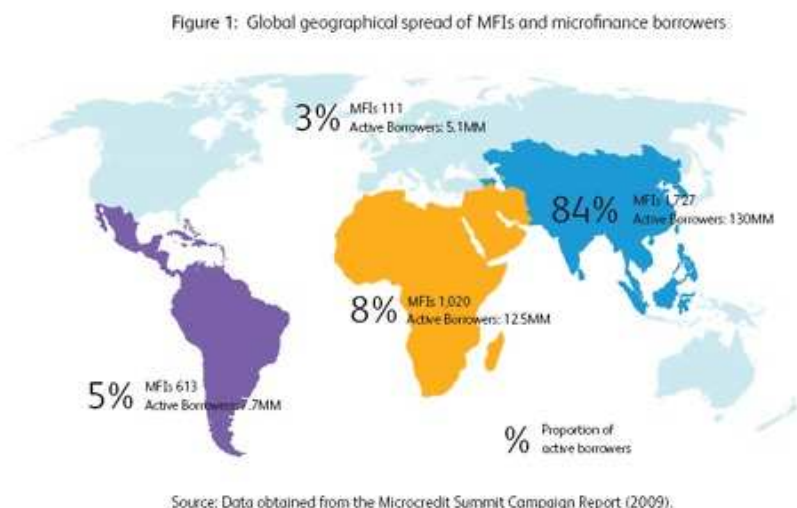 Figure 1: Global geographical spread of MFIs and microfinance borrowers
3% MFIs 111
Active Borrowers: 5.1MM
84% MFIs 1,727
Active Borrowers: 130MM
8% MFIs 1,020
Active Borrowers: 12.5MM
5% MFIs 613
Active Borrowers: 7.7MM
% Proportion of
active borrowers
Source: Data obtained from the Microcredit Summit Campaign Report (2009).